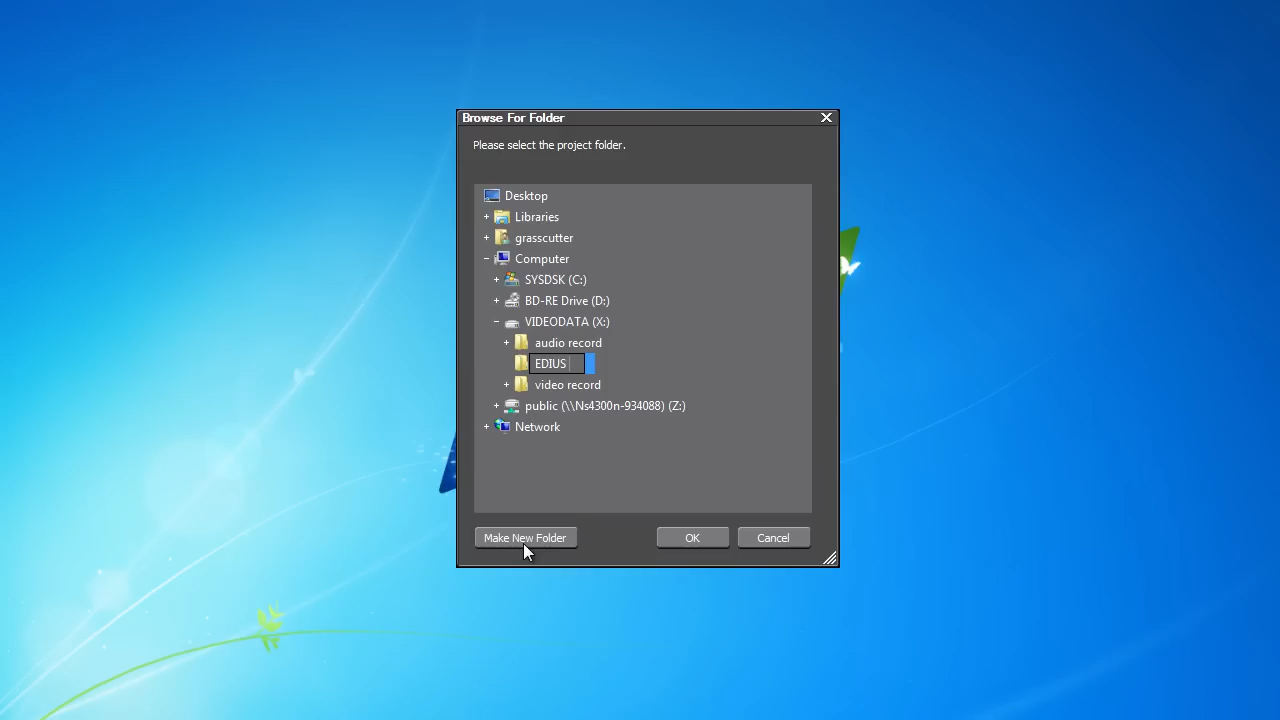 Browse For Folder
Please select the project folder.
Desktop
Libraries
grasscutter
Computer
SYSDSK (C:)
BD-RE Drive (D:)
VIDEODATA (X:)
audio record
EDIUS
video record
public (\\Ns4300n-934088) (Z:)
Network
Make New Folder OK Cancel